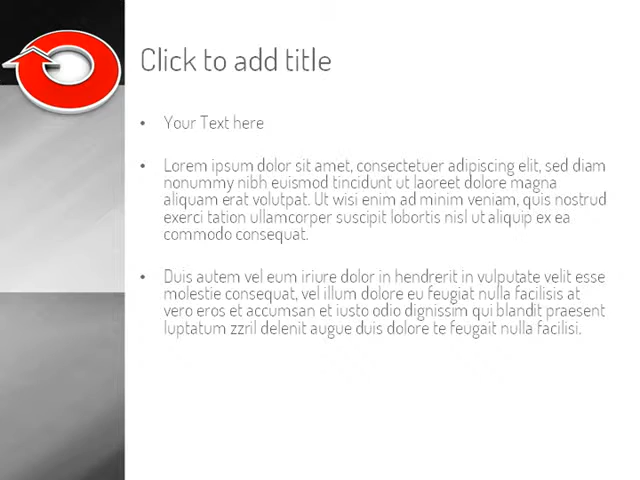 Click to add title
• Your Text here
• Lorem ipsum dolor sit amet, consectetuer adipiscing elit, sed diam
nonummy nibh euismod tincidunt ut laoreet dolore magna
aliquam erat volutpat. Ut wisi enim ad minim veniam, quis nostrud
exerci tation ullamcorper suscipit lobortis nisl ut aliquip ex ea
commodo consequat.
• Duis autem vel eum iriure dolor in hendrerit in vulputate velit esse
molestie consequat, vel illum dolore eu feugiat nulla facilisis at
vero eros et accumsan et iusto odio dignissim qui blandit praesent
luptatum zzril delenit augue duis dolore te feugait nulla facilisi.